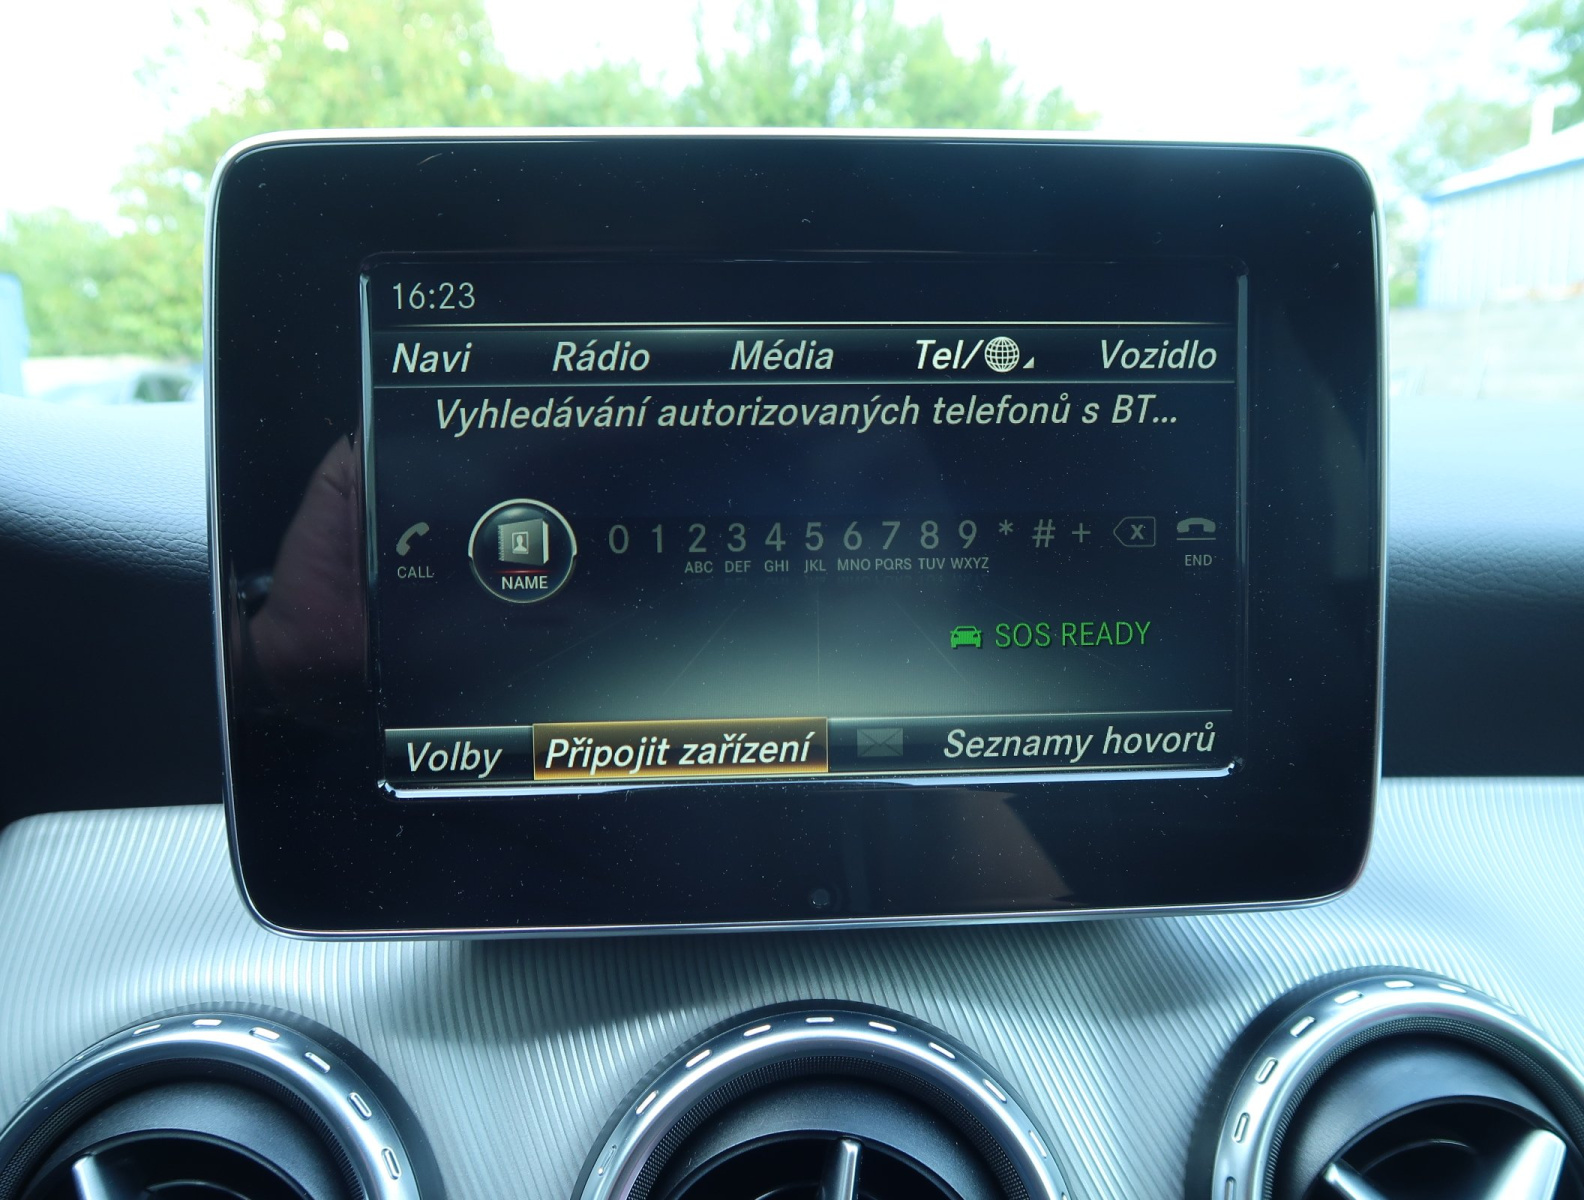 16:23
Navi Rádio Média Tel/ Vozidlo
Vyhledávání autorizovaných telefonů s BT...
CALL NAME 0 1 2 3 4 5 6 7 8 9 * # + X END
ABC DEF GHI JKL MNO PQRS TUV WXYZ
SOS READY
Volby Připojit zařízení Seznamy hovorů